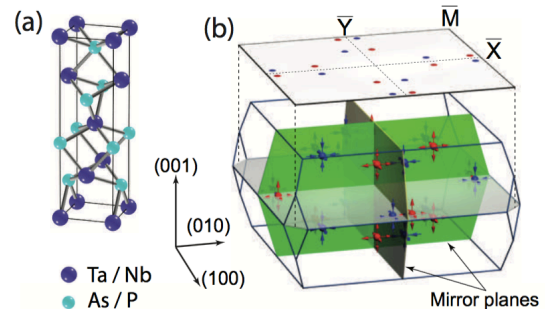 (a)
(b)
Y̅
M̅
X̅
(001)
(010)
(100)
Ta / Nb
As / P
Mirror planes